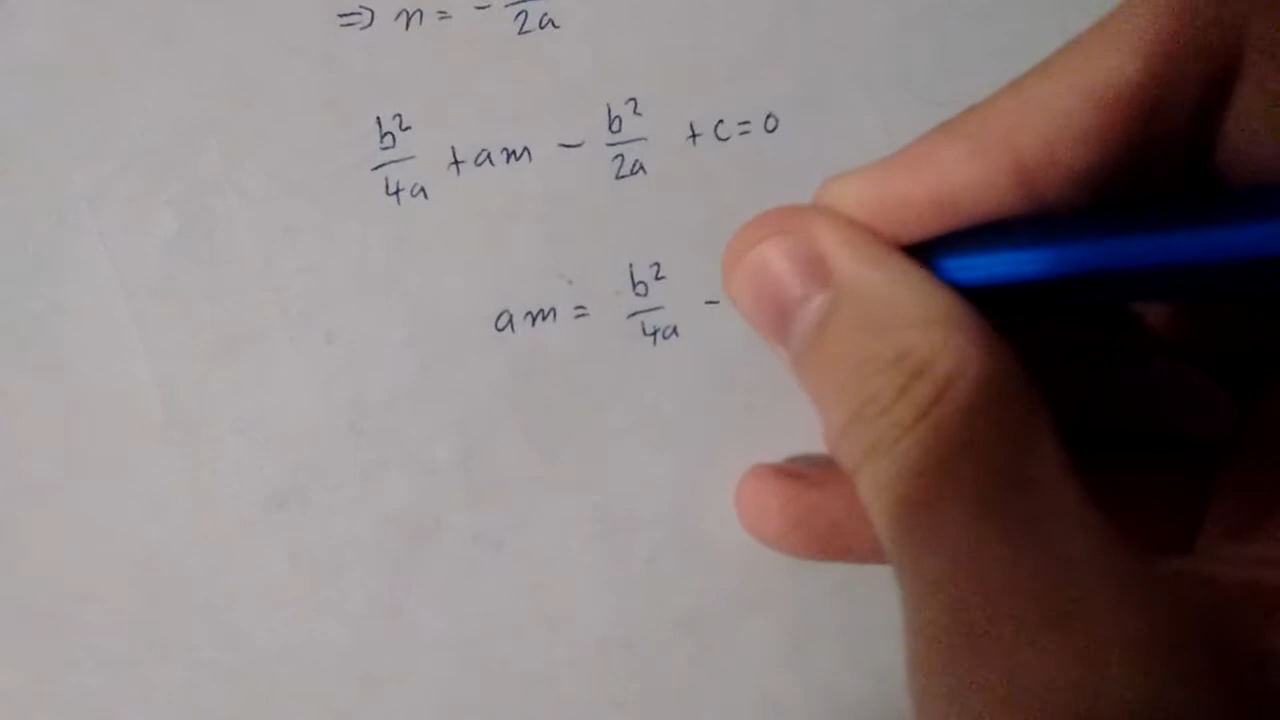 ⇒ n = - /2a
b²/4a + am - b²/2a + c = 0
am = b²/4a -